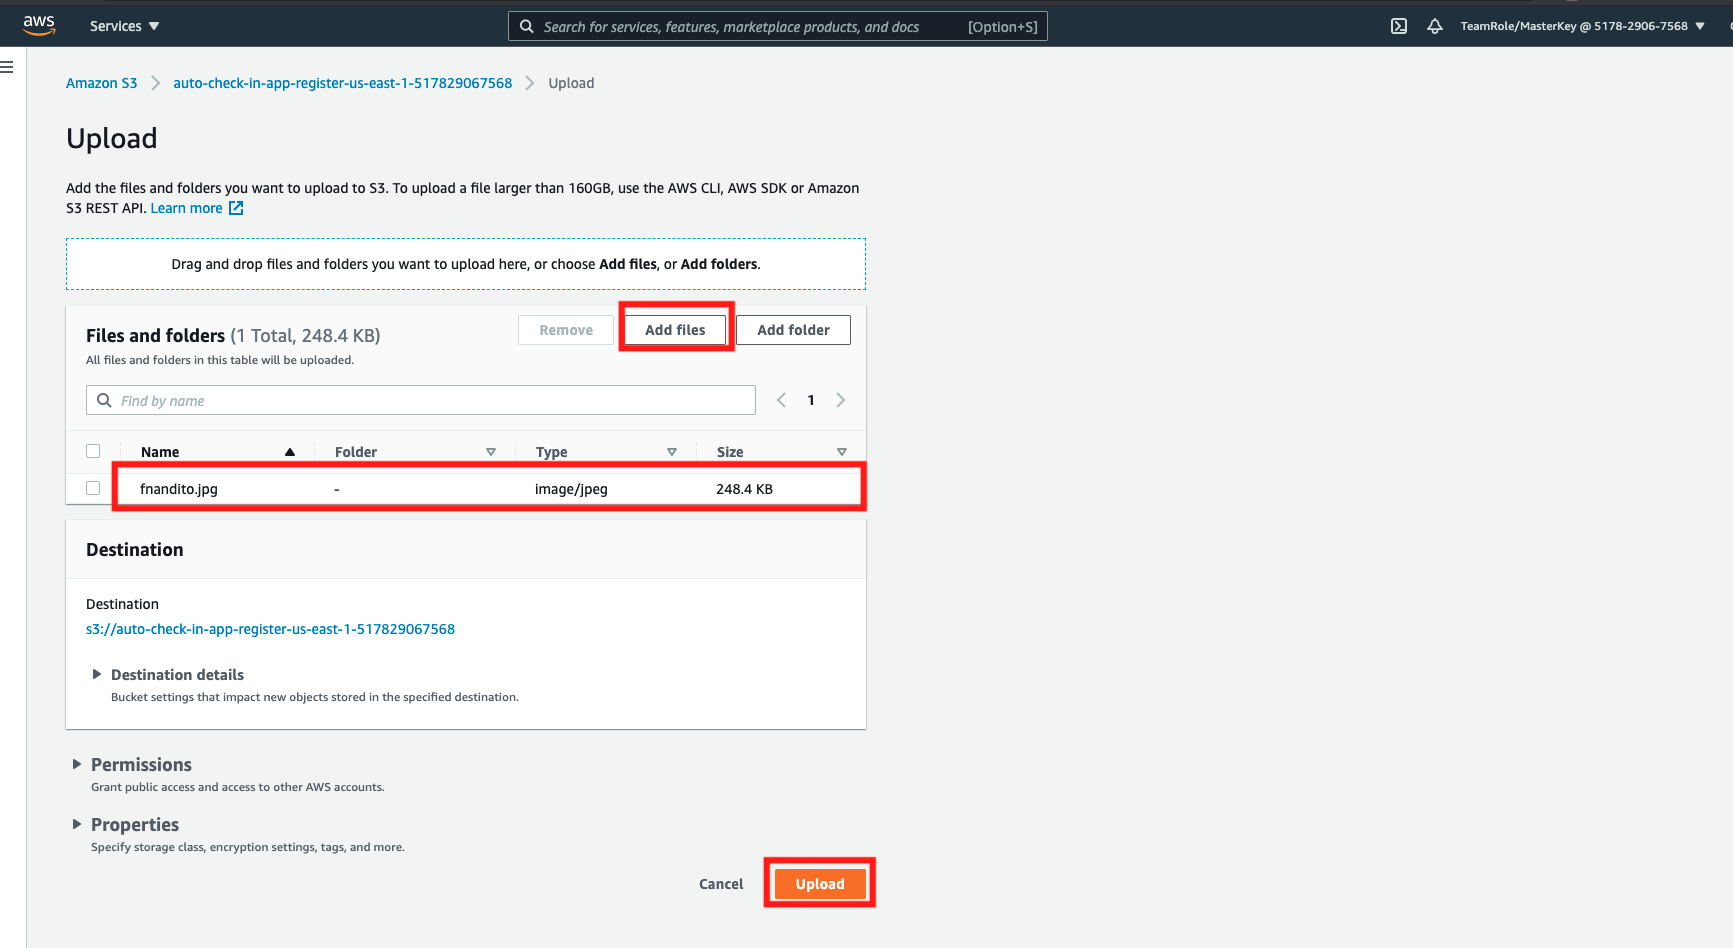 aws Services Search for services, features, marketplace products, and docs [Option+S] TeamRole/MasterKey @ 5178-2906-7568
Amazon S3 auto-check-in-app-register-us-east-1-517829067568 Upload
Upload
Add the files and folders you want to upload to S3. To upload a file larger than 160GB, use the AWS CLI, AWS SDK or Amazon
S3 REST API. Learn more
Drag and drop files and folders you want to upload here, or choose Add files, or Add folders.
Files and folders (1 Total, 248.4 KB) Remove Add files Add folder
All files and folders in this table will be uploaded.
Find by name 1
Name Folder Type Size
fnandito.jpg - image/jpeg 248.4 KB
Destination
Destination
s3://auto-check-in-app-register-us-east-1-517829067568
Destination details
Bucket settings that impact new objects stored in the specified destination.
Permissions
Grant public access and access to other AWS accounts.
Properties
Specify storage class, encryption settings, tags, and more.
Cancel Upload